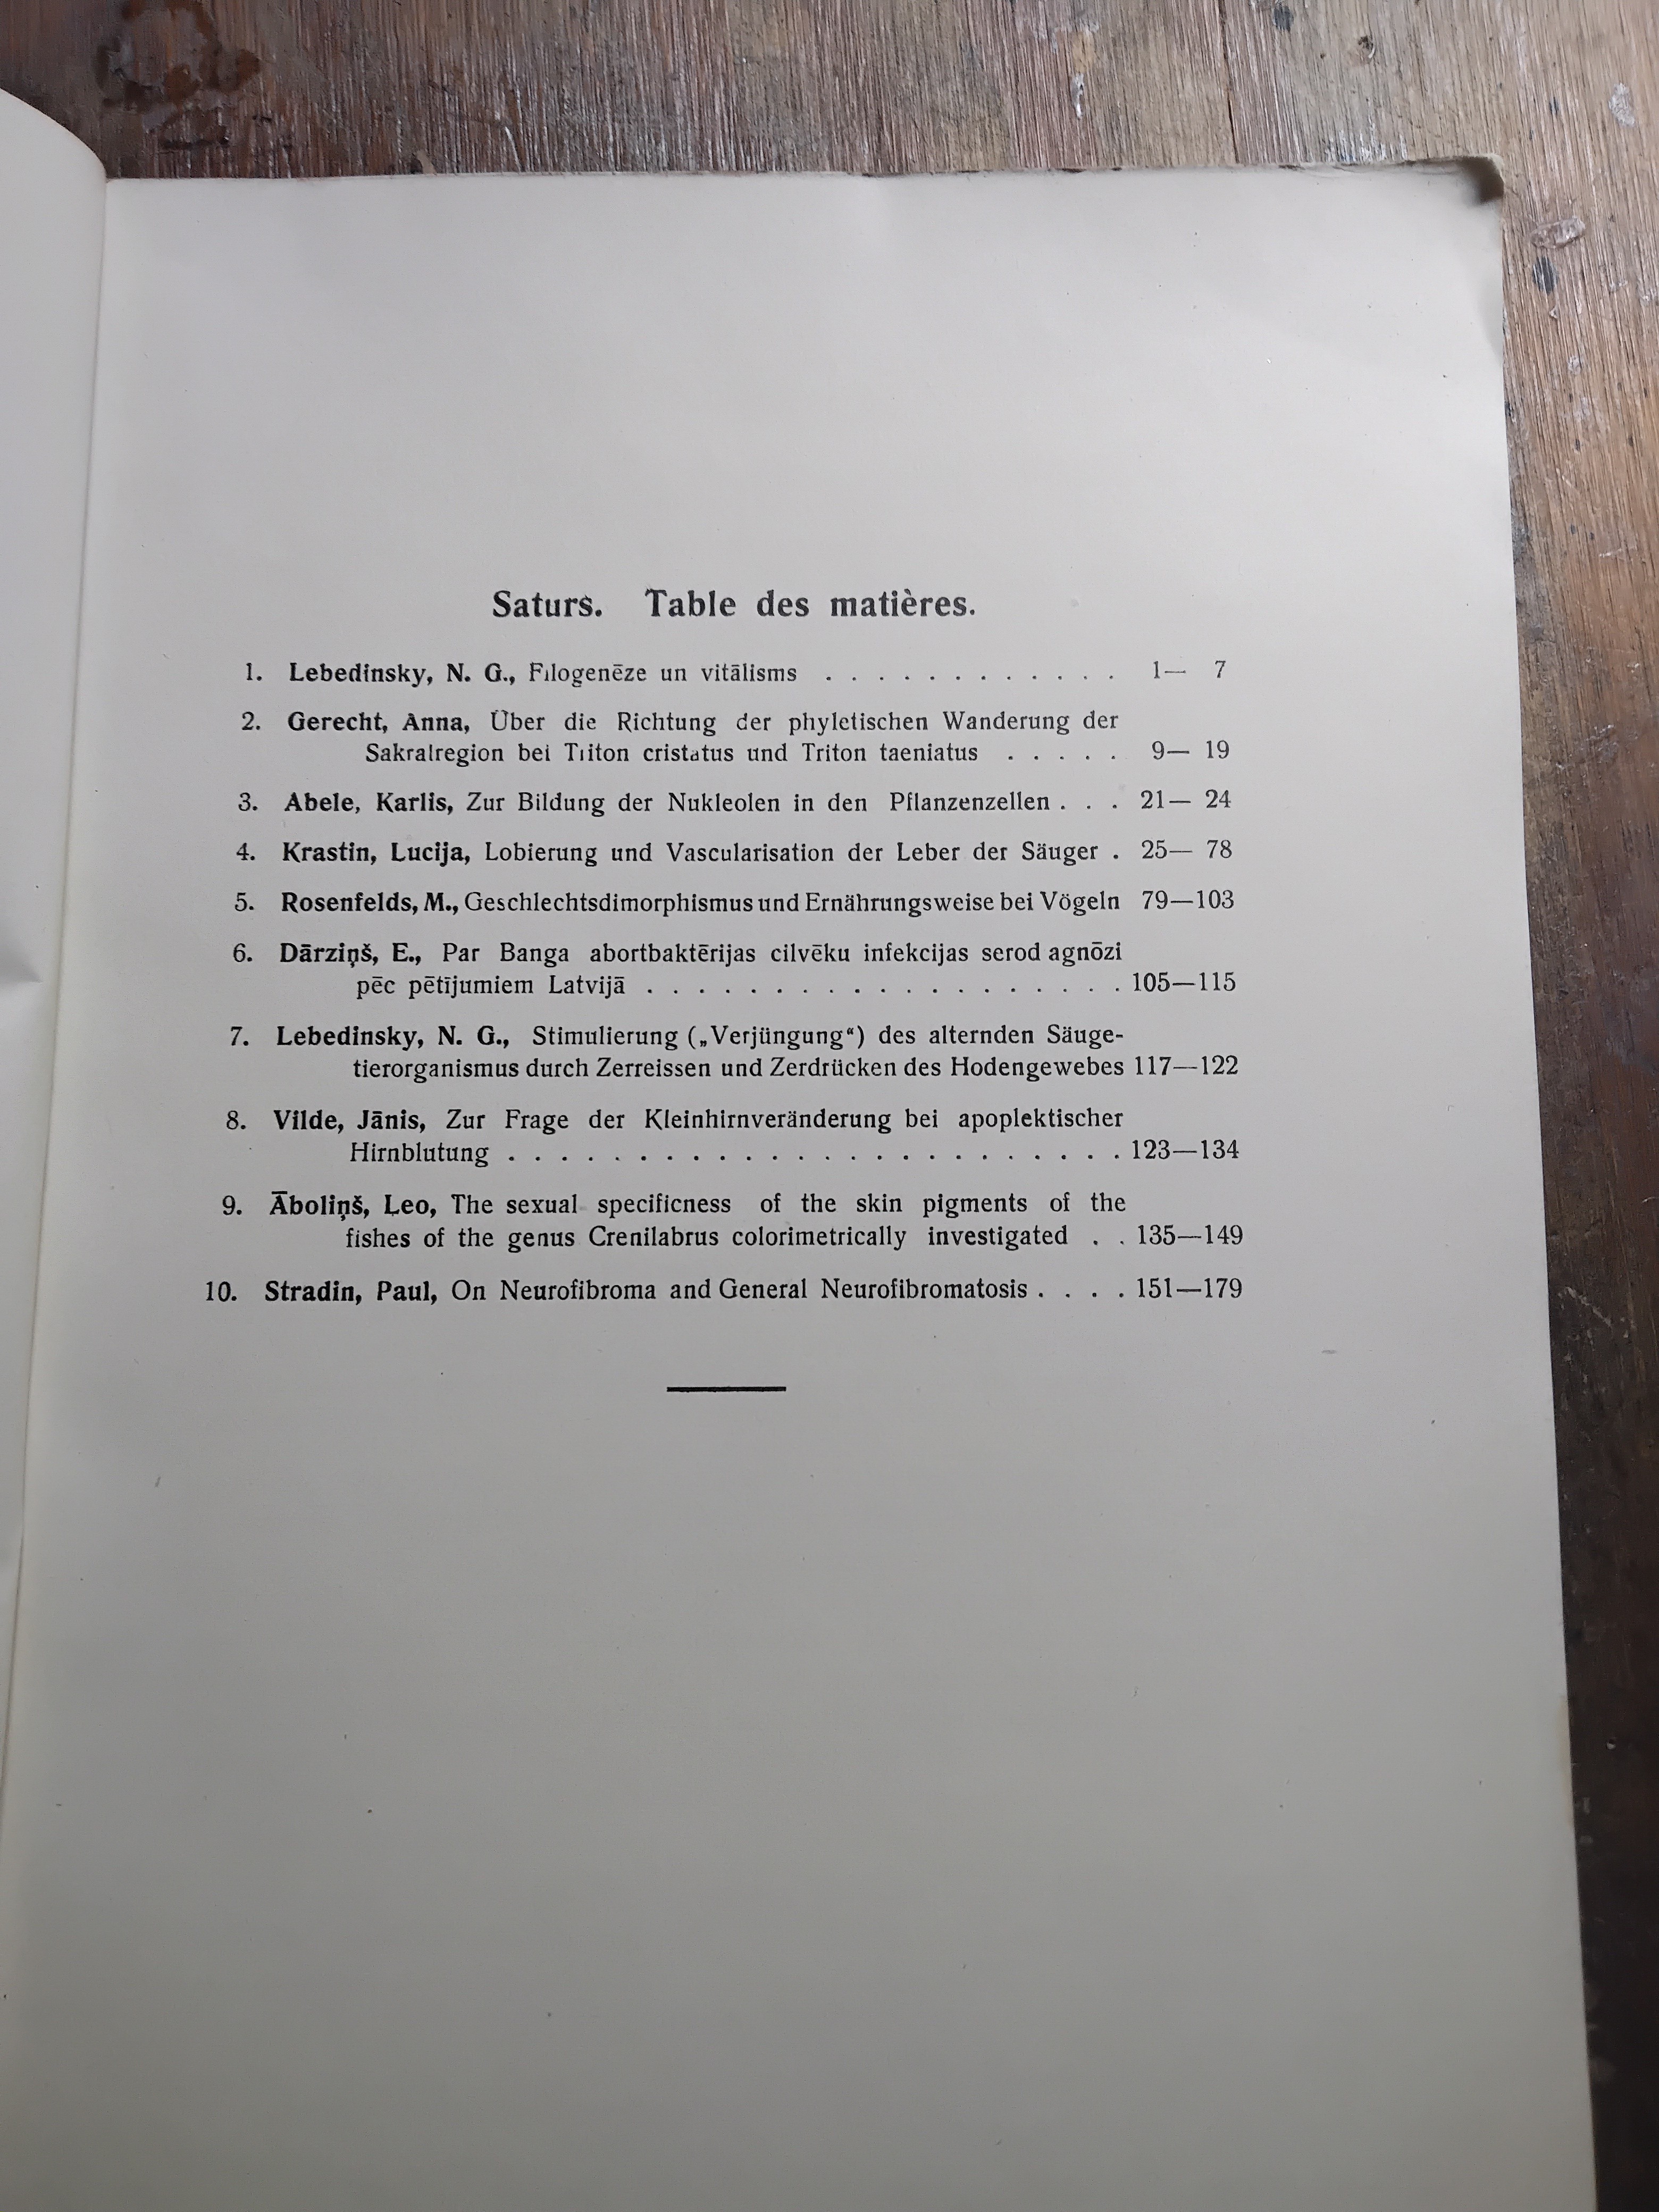 Saturs. Table des matières.
1. Lebedinsky, N. G., Filogenēze un vitālisms . . . . . . . . . . . . 1— 7
2. Gerecht, Anna, Über die Richtung der phyletischen Wanderung der
Sakralregion bei Triton cristatus und Triton taeniatus . . . . . 9— 19
3. Abele, Karlis, Zur Bildung der Nukleolen in den Pflanzenzellen . . . 21— 24
4. Krastin, Lucija, Lobierung und Vascularisation der Leber der Säuger . 25— 78
5. Rosenfelds, M., Geschlechtsdimorphismus und Ernährungsweise bei Vögeln 79—103
6. Dārziņš, E., Par Banga abortbaktērijas cilvēku infekcijas serod agnōzi
pēc pētījumiem Latvijā . . . . . . . . . . . . . . . . . . . 105—115
7. Lebedinsky, N. G., Stimulierung („Verjüngung“) des alternden Säuge-
tierorganismus durch Zerreissen und Zerdrücken des Hodengewebes 117—122
8. Vilde, Jānis, Zur Frage der Kleinhirnveränderung bei apoplektischer
Hirnblutung . . . . . . . . . . . . . . . . . . . . . . . . 123—134
9. Āboliņš, Leo, The sexual specificness of the skin pigments of the
fishes of the genus Crenilabrus colorimetrically investigated . . 135—149
10. Stradin, Paul, On Neurofibroma and General Neurofibromatosis . . . . 151—179